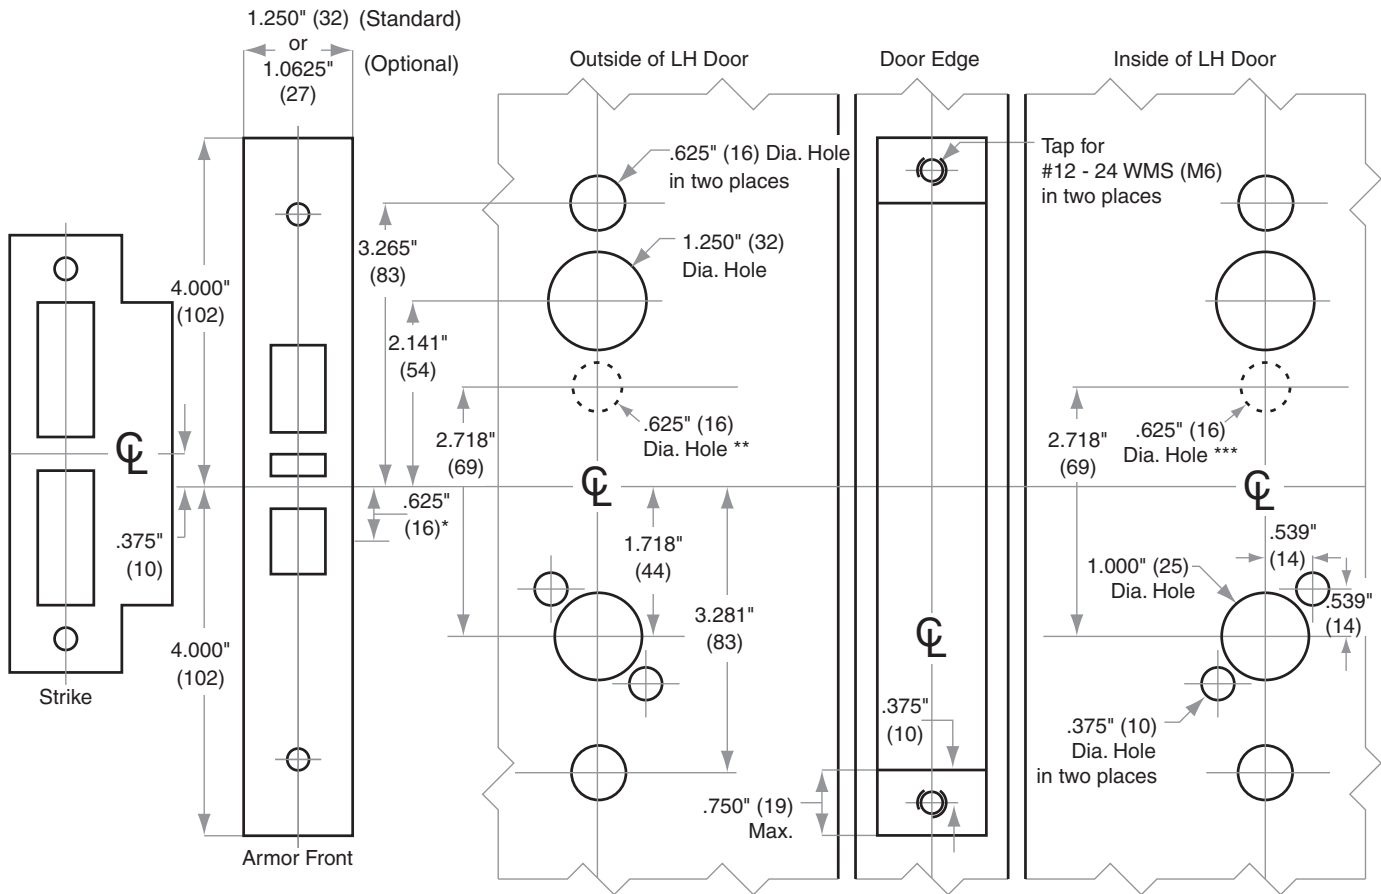 1.250" (32) (Standard)
or
1.0625" (Optional)
(27)
Outside of LH Door
Door Edge
Inside of LH Door
.625" (16) Dia. Hole
in two places
Tap for
#12 - 24 WMS (M6)
in two places
3.265"
(83)
1.250" (32)
Dia. Hole
4.000"
(102)
2.141"
(54)
.625" (16)
Dia. Hole **
2.718"
(69)
2.718"
(69)
.625" (16)
Dia. Hole ***
CL
CL
CL
.625"
(16)*
.375"
(10)
1.718"
(44)
.539"
(14)
1.000" (25)
Dia. Hole
.539"
(14)
3.281"
(83)
CL
4.000"
(102)
Strike
.375"
(10)
.375" (10)
Dia. Hole
in two places
.750" (19)
Max.
Armor Front